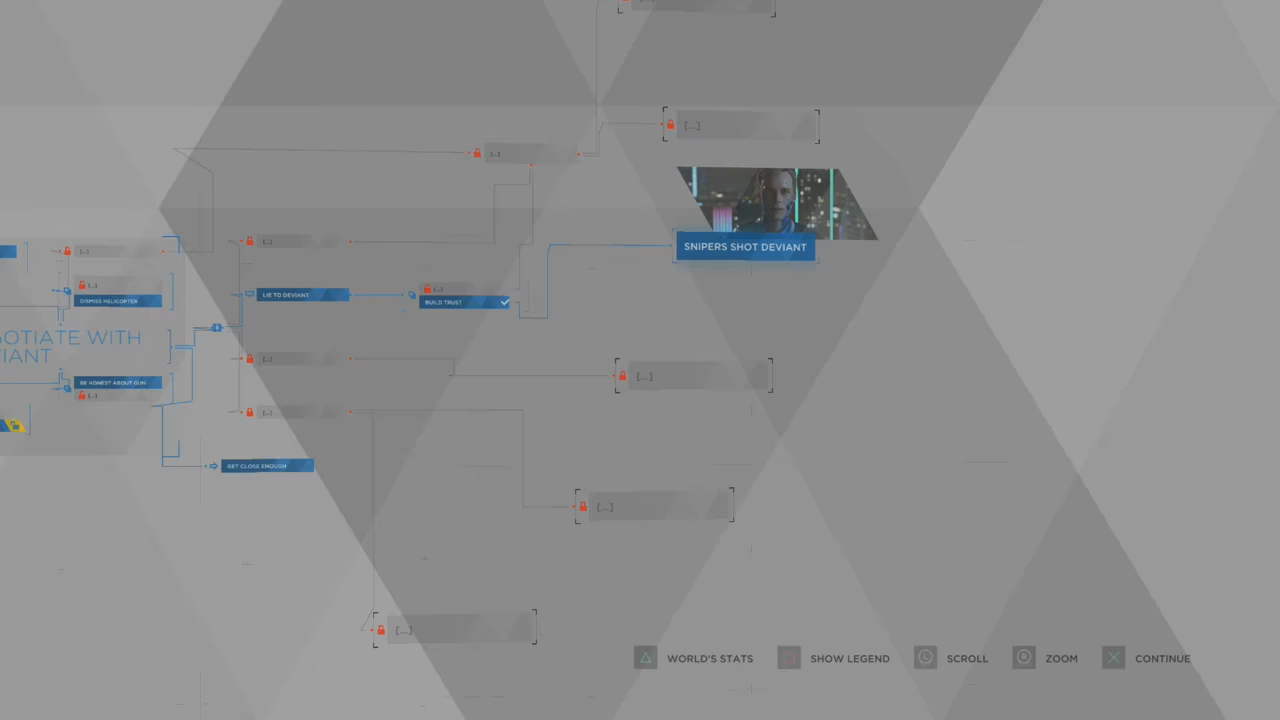 [...]
[...]
SNIPERS SHOT DEVIANT
[...]
[...]
[...]
DISMISS HELICOPTER
LIE TO DEVIANT
[...]
BUILD TRUST
OTIATE WITH
IANT
[...]
[...]
BE HONEST ABOUT GUN
[...]
[...]
GET CLOSE ENOUGH
[...]
[...]
WORLD'S STATS
SHOW LEGEND
L
SCROLL
R
ZOOM
CONTINUE